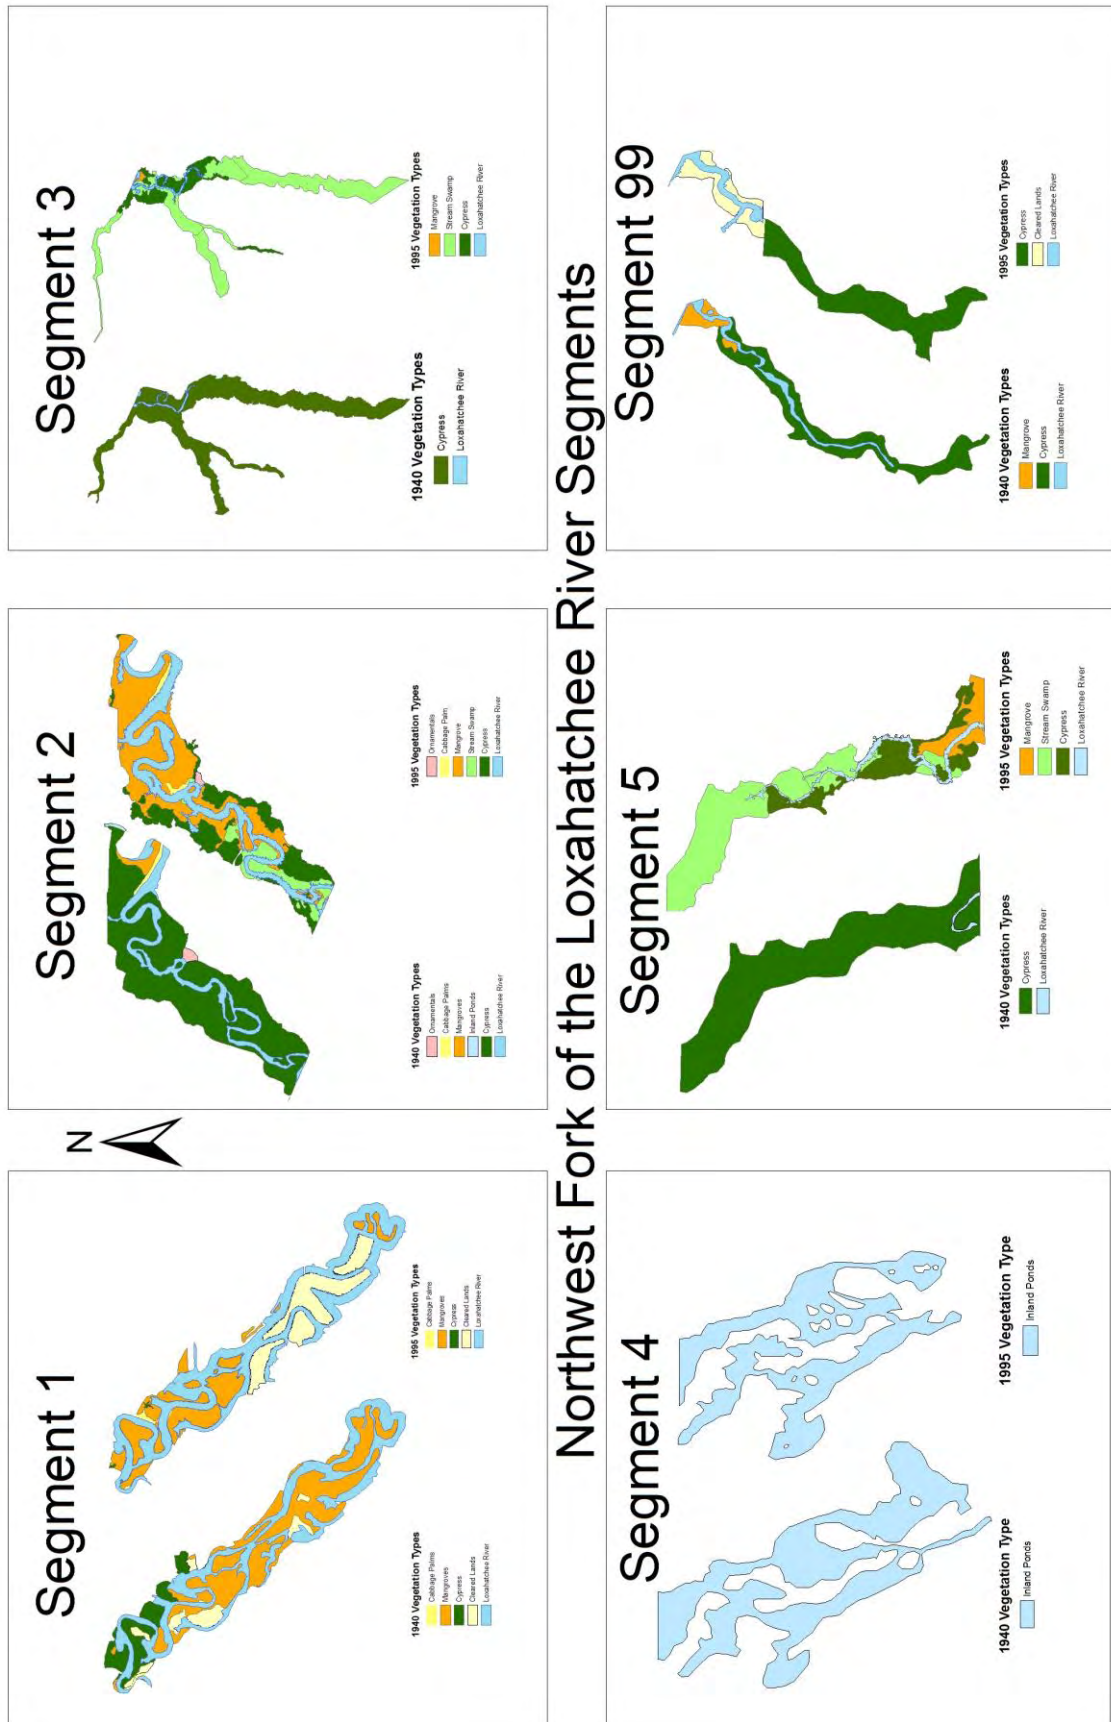 Segment 1
1940 Vegetation Types
Cabbage Palms
Mangroves
Cypress
Cleared Lands
Loxahatchee River
1995 Vegetation Types
Cabbage Palms
Mangroves
Cypress
Cleared Lands
Loxahatchee River
N
Segment 2
1940 Vegetation Types
Ornamentals
Cabbage Palms
Mangroves
Inland Ponds
Cypress
Loxahatchee River
1995 Vegetation Types
Ornamentals
Cabbage Palm
Mangrove
Stream Swamp
Cypress
Loxahatchee River
Segment 3
1940 Vegetation Types
Cypress
Loxahatchee River
1995 Vegetation Types
Mangrove
Stream Swamp
Cypress
Loxahatchee River
Northwest Fork of the Loxahatchee River Segments
Segment 4
1940 Vegetation Type
Inland Ponds
1995 Vegetation Type
Inland Ponds
Segment 5
1940 Vegetation Types
Cypress
Loxahatchee River
1995 Vegetation Types
Mangrove
Stream Swamp
Cypress
Loxahatchee River
Segment 99
1940 Vegetation Types
Mangrove
Cypress
Loxahatchee River
1995 Vegetation Types
Cypress
Cleared Lands
Loxahatchee River